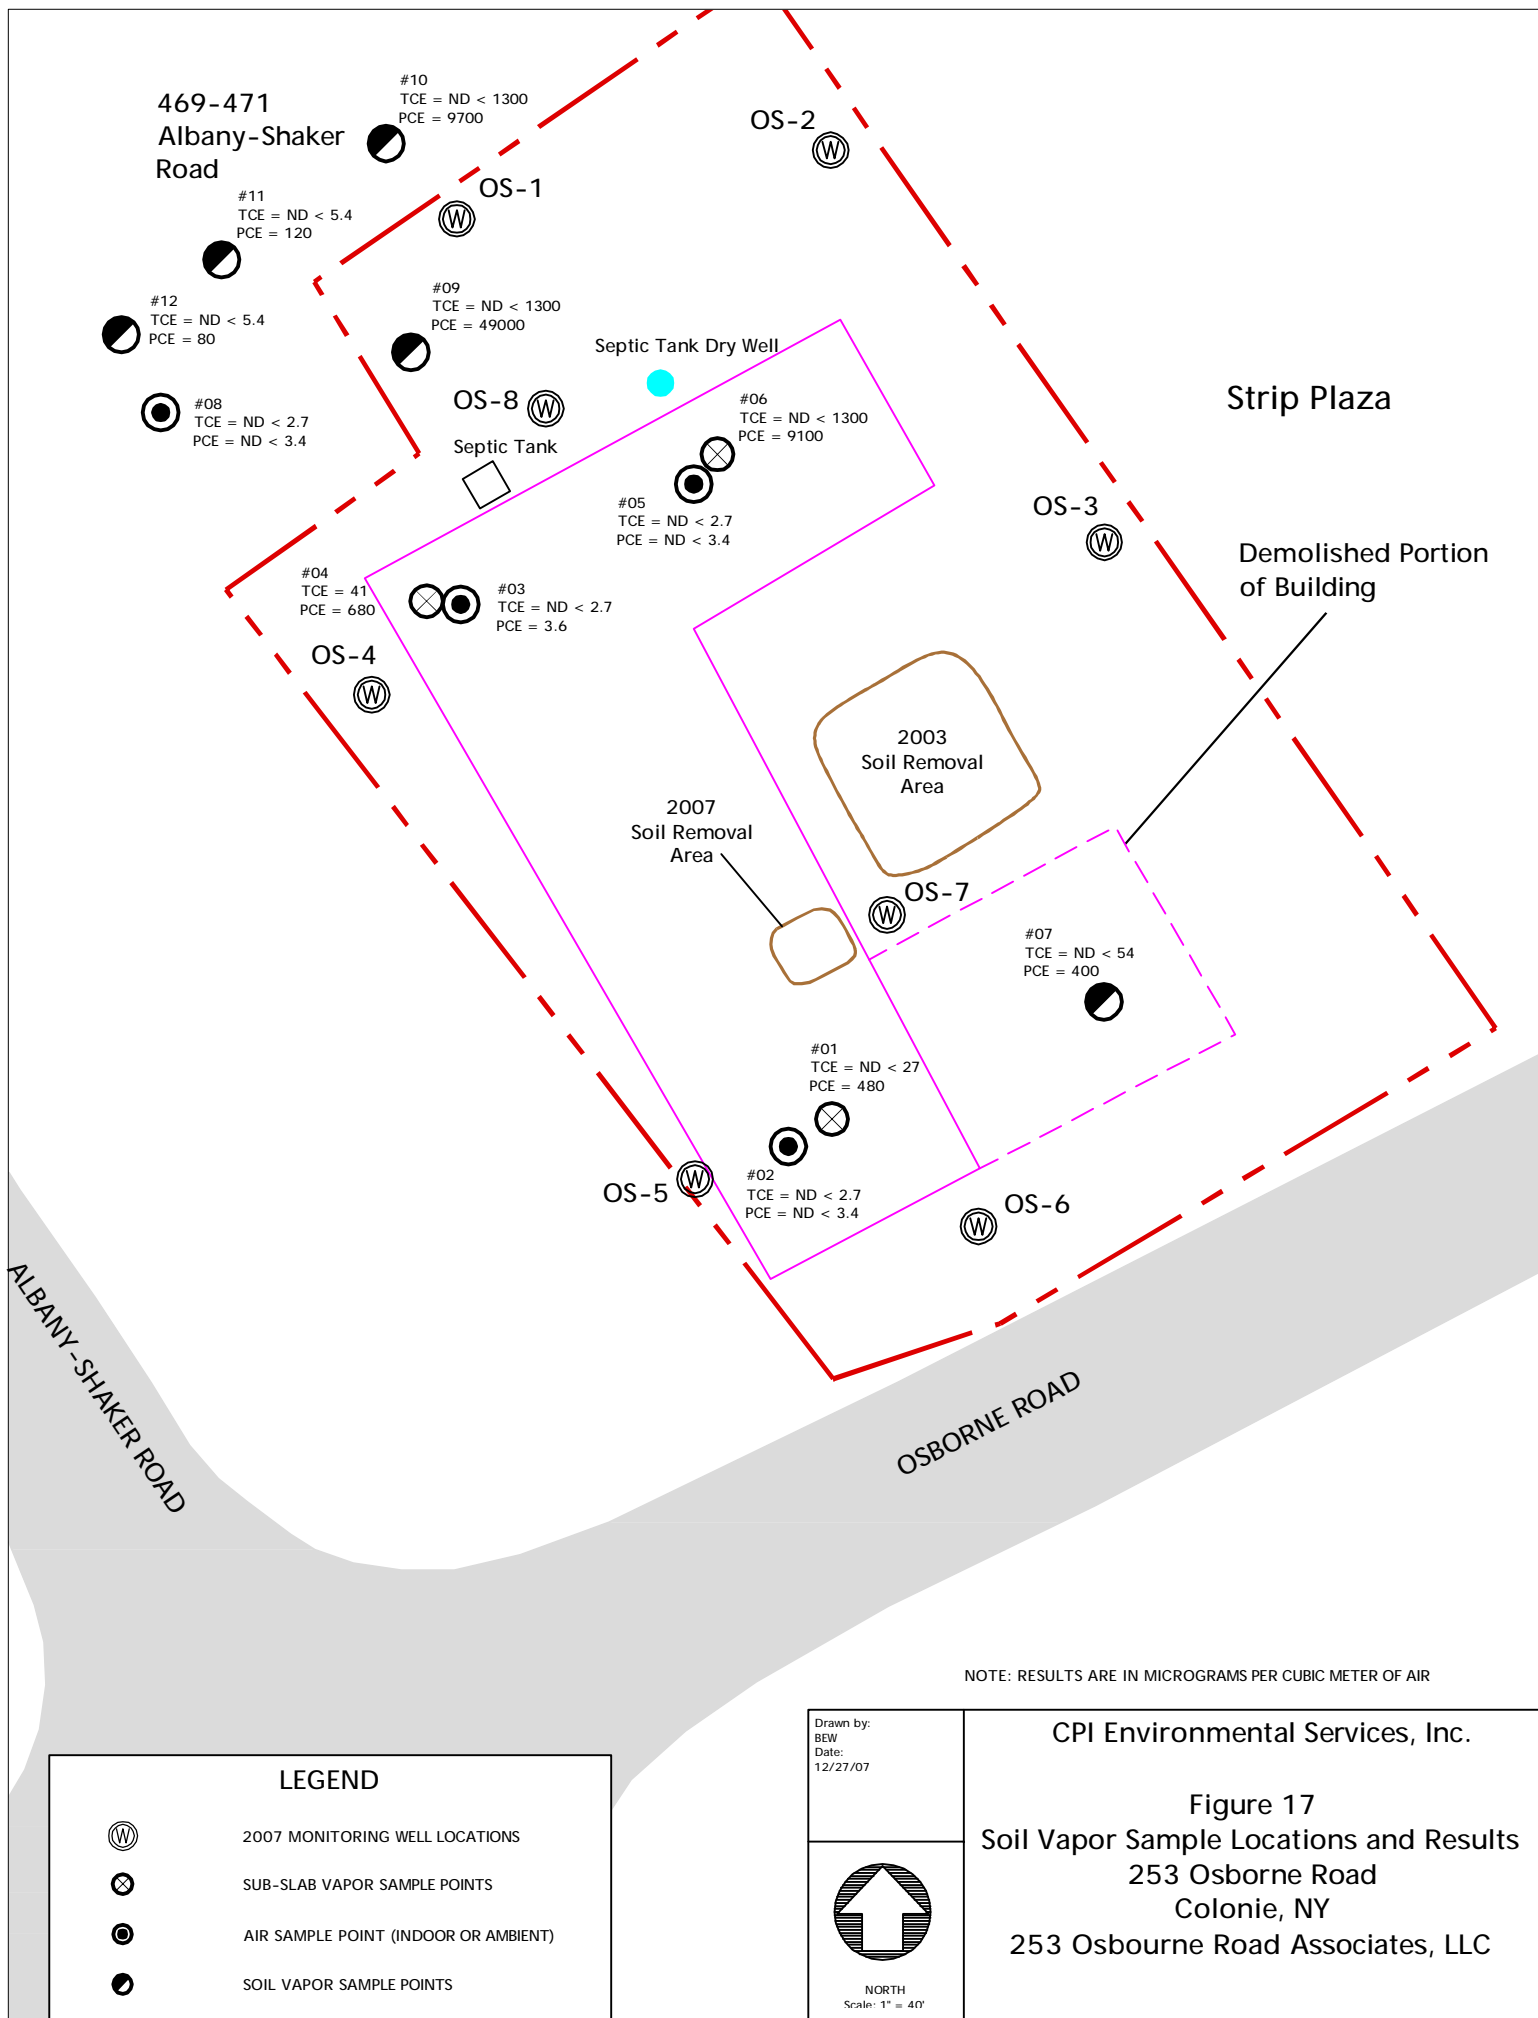 #10
TCE = ND < 1300
PCE = 9700
469-471
Albany-Shaker
Road
OS-2
OS-1
#11
TCE = ND < 5.4
PCE = 120
#12
TCE = ND < 5.4
PCE = 80
#09
TCE = ND < 1300
PCE = 49000
Septic Tank Dry Well
OS-8
#08
TCE = ND < 2.7
PCE = ND < 3.4
#06
TCE = ND < 1300
PCE = 9100
Strip Plaza
Septic Tank
#05
TCE = ND < 2.7
PCE = ND < 3.4
OS-3
Demolished Portion
of Building
#04
TCE = 41
PCE = 680
#03
TCE = ND < 2.7
PCE = 3.6
OS-4
2003
Soil Removal
Area
2007
Soil Removal
Area
OS-7
#07
TCE = ND < 54
PCE = 400
#01
TCE = ND < 27
PCE = 480
#02
TCE = ND < 2.7
PCE = ND < 3.4
OS-5
OS-6
ALBANY-SHAKER ROAD
OSBORNE ROAD
NOTE: RESULTS ARE IN MICROGRAMS PER CUBIC METER OF AIR
LEGEND
W 2007 MONITORING WELL LOCATIONS
SUB-SLAB VAPOR SAMPLE POINTS
AIR SAMPLE POINT (INDOOR OR AMBIENT)
SOIL VAPOR SAMPLE POINTS
Drawn by:
BEW
Date:
12/27/07
NORTH
Scale: 1" = 40'
CPI Environmental Services, Inc.
Figure 17
Soil Vapor Sample Locations and Results
253 Osborne Road
Colonie, NY
253 Osbourne Road Associates, LLC